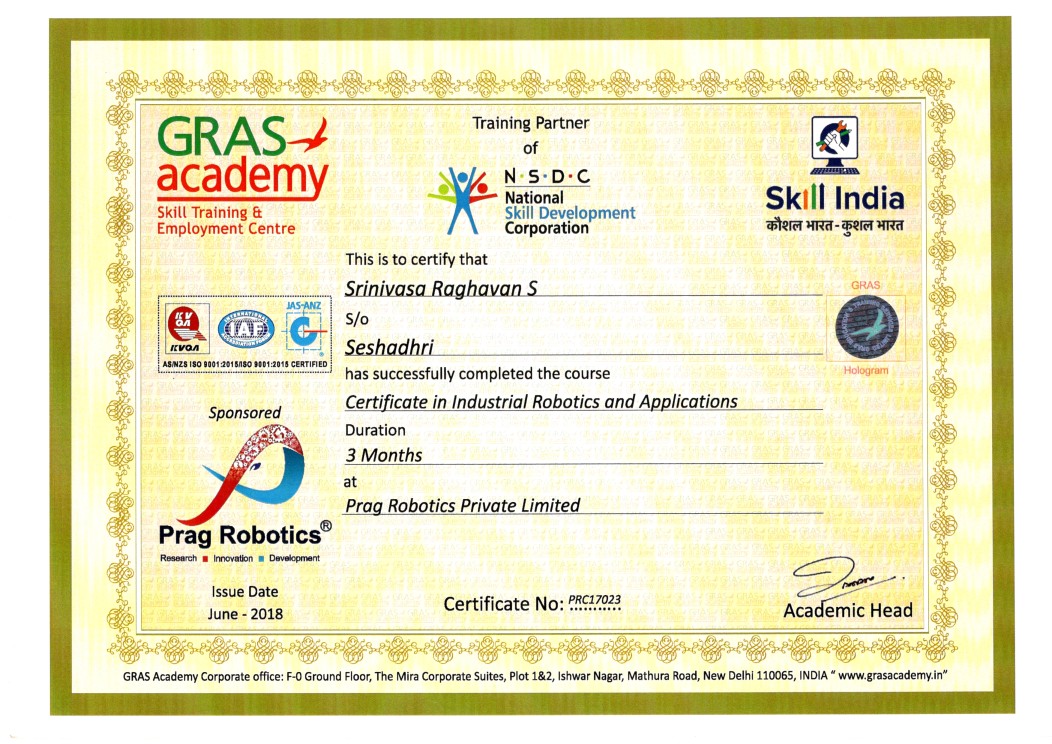 GRAS
academy
Skill Training &
Employment Centre
Training Partner
of
N·S·D·C
National
Skill Development
Corporation
Skill India
कौशल भारत - कुशल भारत
This is to certify that
Srinivasa Raghavan S
S/o
Seshadhri
has successfully completed the course
Certificate in Industrial Robotics and Applications
Duration
3 Months
at
Prag Robotics Private Limited
KV
QA
KVQA
INTERNATIONAL
IAF
JAS-ANZ
AS/NZS ISO 9001:2015/ISO 9001:2015 CERTIFIED
GRAS
Hologram
Sponsored
Prag Robotics®
Research Innovation Development
Issue Date
June - 2018
Certificate No: PRC17023
Academic Head
GRAS Academy Corporate office: F-0 Ground Floor, The Mira Corporate Suites, Plot 1&2, Ishwar Nagar, Mathura Road, New Delhi 110065, INDIA " www.grasacademy.in"